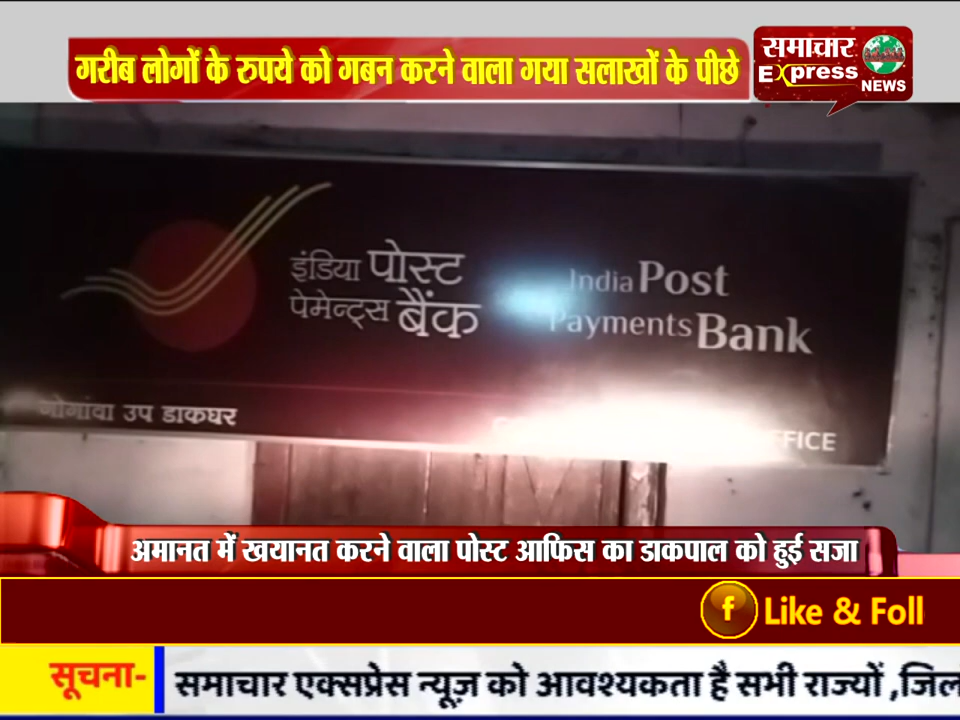 गरीब लोगों के रुपये को गबन करने वाला गया सलाखों के पीछे
समाचार
Express
NEWS
इंडिया पोस्ट
पेमेन्ट्स बैंक
India Post
Payments Bank
उप डाकघर
अमानत में खयानत करने वाला पोस्ट आफिस का डाकपाल को हुई सजा
f Like & Foll
सूचना-
समाचार एक्सप्रेस न्यूज़ को आवश्यकता है सभी राज्यों ,जिल